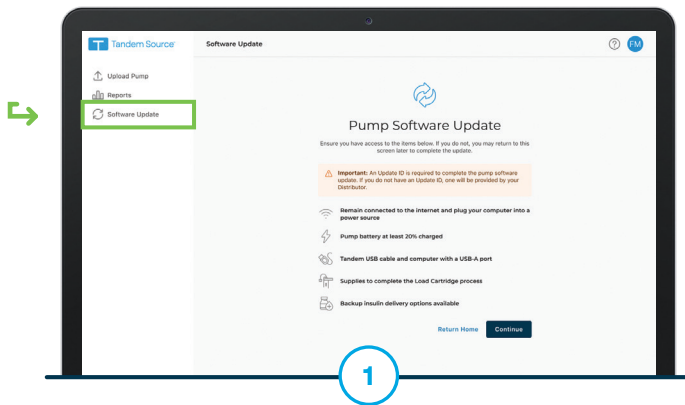 Tandem Source
Software Update
FM
Upload Pump
Reports
Software Update
Pump Software Update
Ensure you have access to the items below. If you do not, you may return to this
screen later to complete the update.
Important: An Update ID is required to complete the pump software
update. If you do not have an Update ID, one will be provided by your
Distributor.
Remain connected to the internet and plug your computer into a
power source
Pump battery at least 20% charged
Tandem USB cable and computer with a USB-A port
Supplies to complete the Load Cartridge process
Backup insulin delivery options available
Return Home
Continue
1